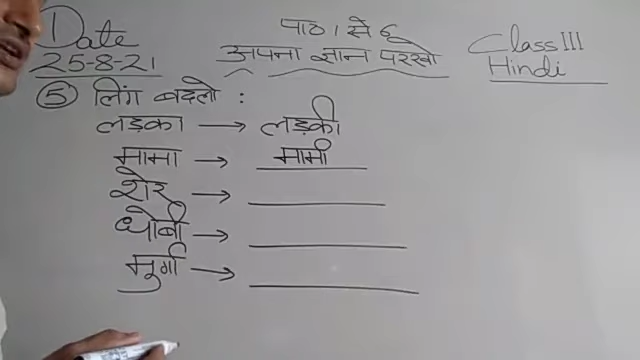 Date
25-8-21
पाठ 1 से 6
अपना ज्ञान परखो
Class III
Hindi
5 लिंग बदलो :
लड़का → लड़की
मामा → मामी
शेर →
धोबी →
मुर्गा →